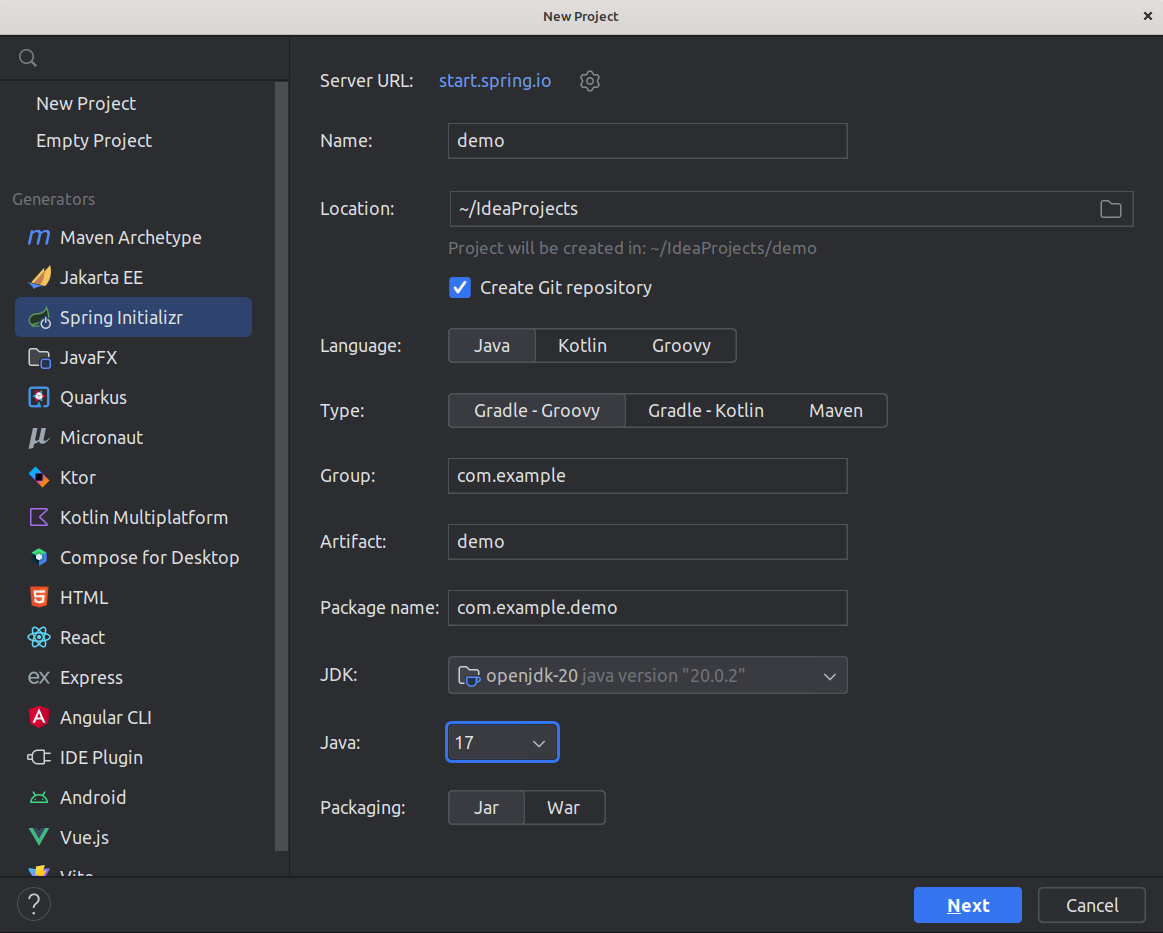 New Project
New Project
Empty Project
Generators
Maven Archetype
Jakarta EE
Spring Initializr
JavaFX
Quarkus
Micronaut
Ktor
Kotlin Multiplatform
Compose for Desktop
HTML
React
ex Express
Angular CLI
IDE Plugin
Android
Vue.js
Vite
Server URL: start.spring.io
Name: demo
Location: ~/IdeaProjects
Project will be created in: ~/IdeaProjects/demo
Create Git repository
Language: Java Kotlin Groovy
Type: Gradle - Groovy Gradle - Kotlin Maven
Group: com.example
Artifact: demo
Package name: com.example.demo
JDK: openjdk-20 java version "20.0.2"
Java: 17
Packaging: Jar War
? Next Cancel